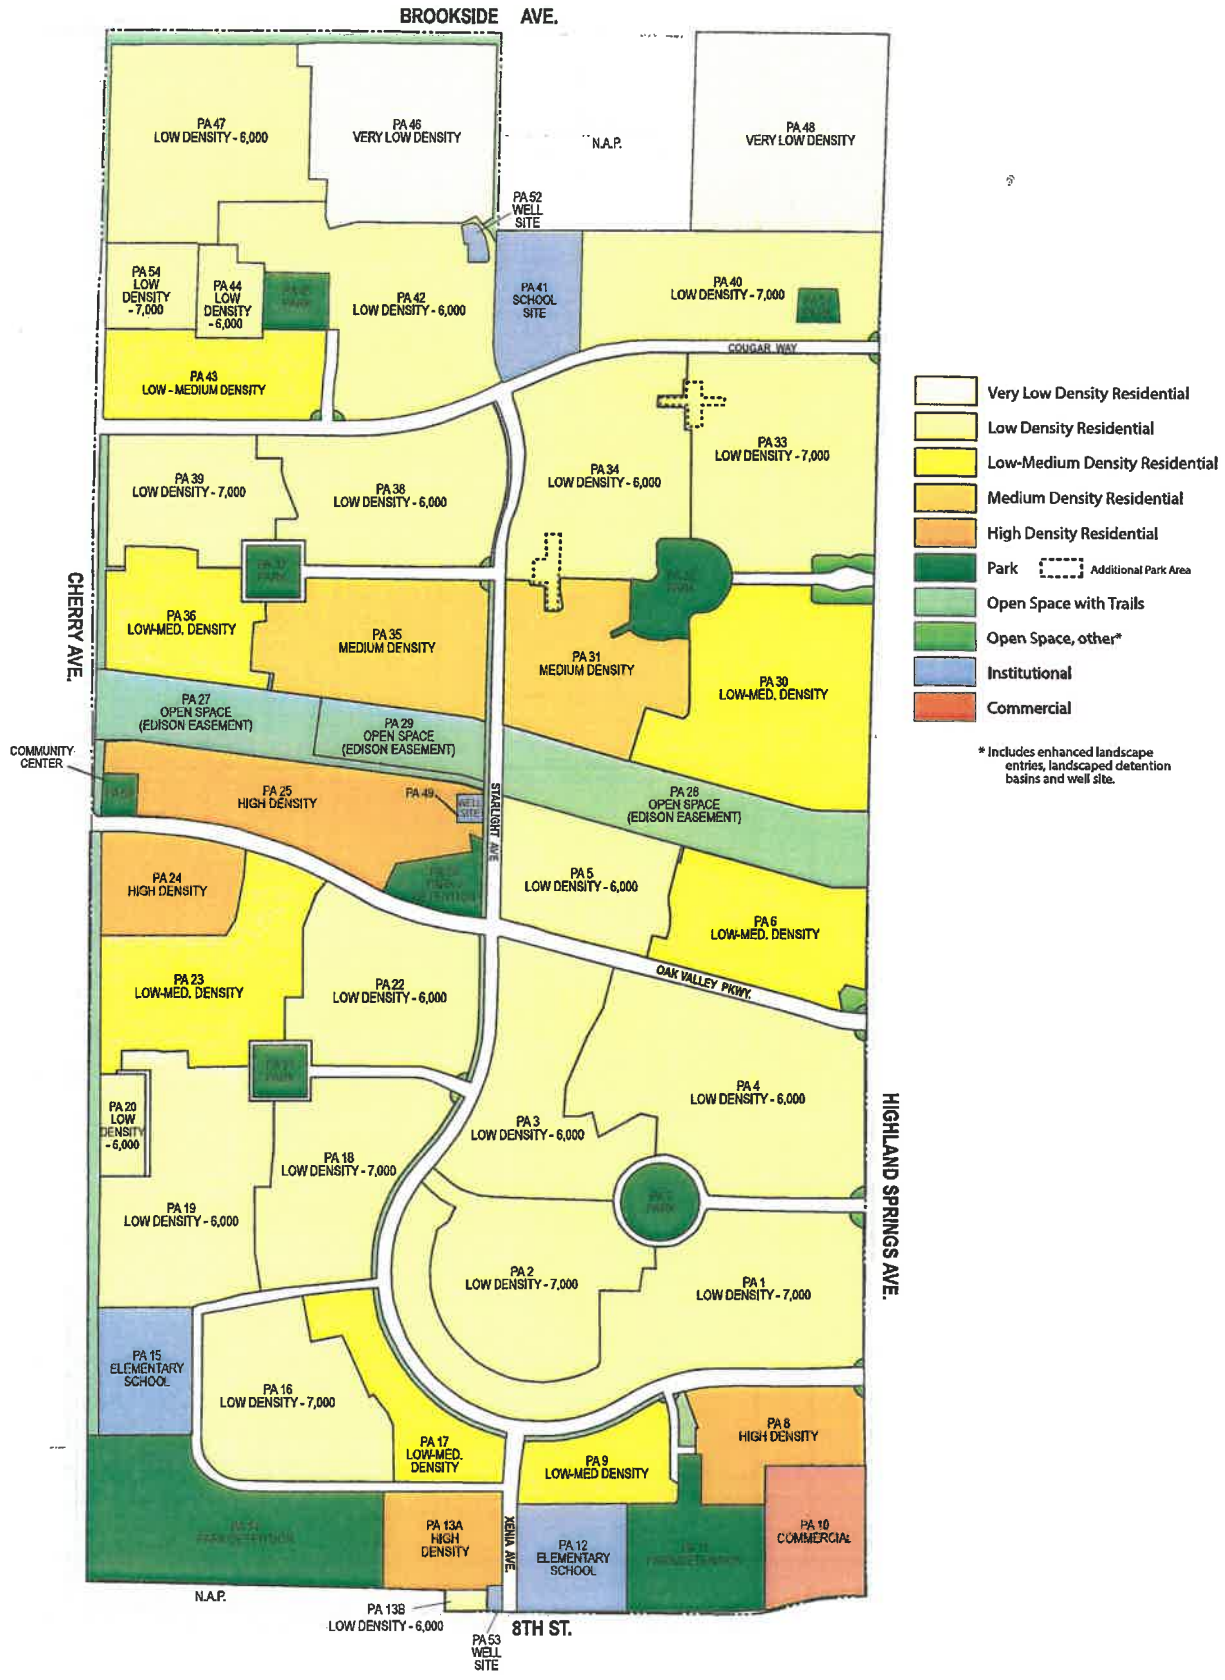 BROOKSIDE AVE.
PA 47
LOW DENSITY - 6,000
PA 46
VERY LOW DENSITY
N.A.P.
PA 48
VERY LOW DENSITY
PA 52
WELL
SITE
PA 54
LOW
DENSITY
- 7,000
PA 44
LOW
DENSITY
- 6,000
PARK
PA 42
LOW DENSITY - 6,000
PA 41
SCHOOL
SITE
PA 40
LOW DENSITY - 7,000
COUGAR WAY
PA 43
LOW - MEDIUM DENSITY
PA 39
LOW DENSITY - 7,000
PA 38
LOW DENSITY - 6,000
PA 34
LOW DENSITY - 6,000
PA 33
LOW DENSITY - 7,000
Very Low Density Residential
Low Density Residential
Low-Medium Density Residential
Medium Density Residential
High Density Residential
Park
Additional Park Area
Open Space with Trails
Open Space, other*
Institutional
Commercial
* Includes enhanced landscape
entries, landscaped detention
basins and well site.
CHERRY AVE.
PA 37
PARK
PARK
PA 36
LOW-MED. DENSITY
PA 35
MEDIUM DENSITY
PA 31
MEDIUM DENSITY
PA 30
LOW-MED. DENSITY
PA 27
OPEN SPACE
(EDISON EASEMENT)
PA 29
OPEN SPACE
(EDISON EASEMENT)
PA 28
OPEN SPACE
(EDISON EASEMENT)
COMMUNITY
CENTER
PA 25
HIGH DENSITY
PA 49
WELL
SITE
STARLIGHT AVE
PA 24
HIGH DENSITY
PA 5
LOW DENSITY - 6,000
PA 6
LOW-MED. DENSITY
OAK VALLEY PKWY.
PA 23
LOW-MED. DENSITY
PA 22
LOW DENSITY - 6,000
PARK
PA 4
LOW DENSITY - 6,000
PA 3
LOW DENSITY - 6,000
PA 20
LOW
DENSITY
- 6,000
PA 18
LOW DENSITY - 7,000
PA 19
LOW DENSITY - 6,000
PARK
HIGHLAND SPRINGS AVE.
PA 2
LOW DENSITY - 7,000
PA 1
LOW DENSITY - 7,000
PA 15
ELEMENTARY
SCHOOL
PA 16
LOW DENSITY - 7,000
PA 17
LOW-MED.
DENSITY
PA 9
LOW-MED DENSITY
PA 8
HIGH DENSITY
PARK/DETENTION
PA 13A
HIGH
DENSITY
XENIA AVE.
PA 12
ELEMENTARY
SCHOOL
PARK/DETENTION
PA 10
COMMERCIAL
N.A.P.
PA 13B
LOW DENSITY - 6,000
PA 53
WELL
SITE
8TH ST.